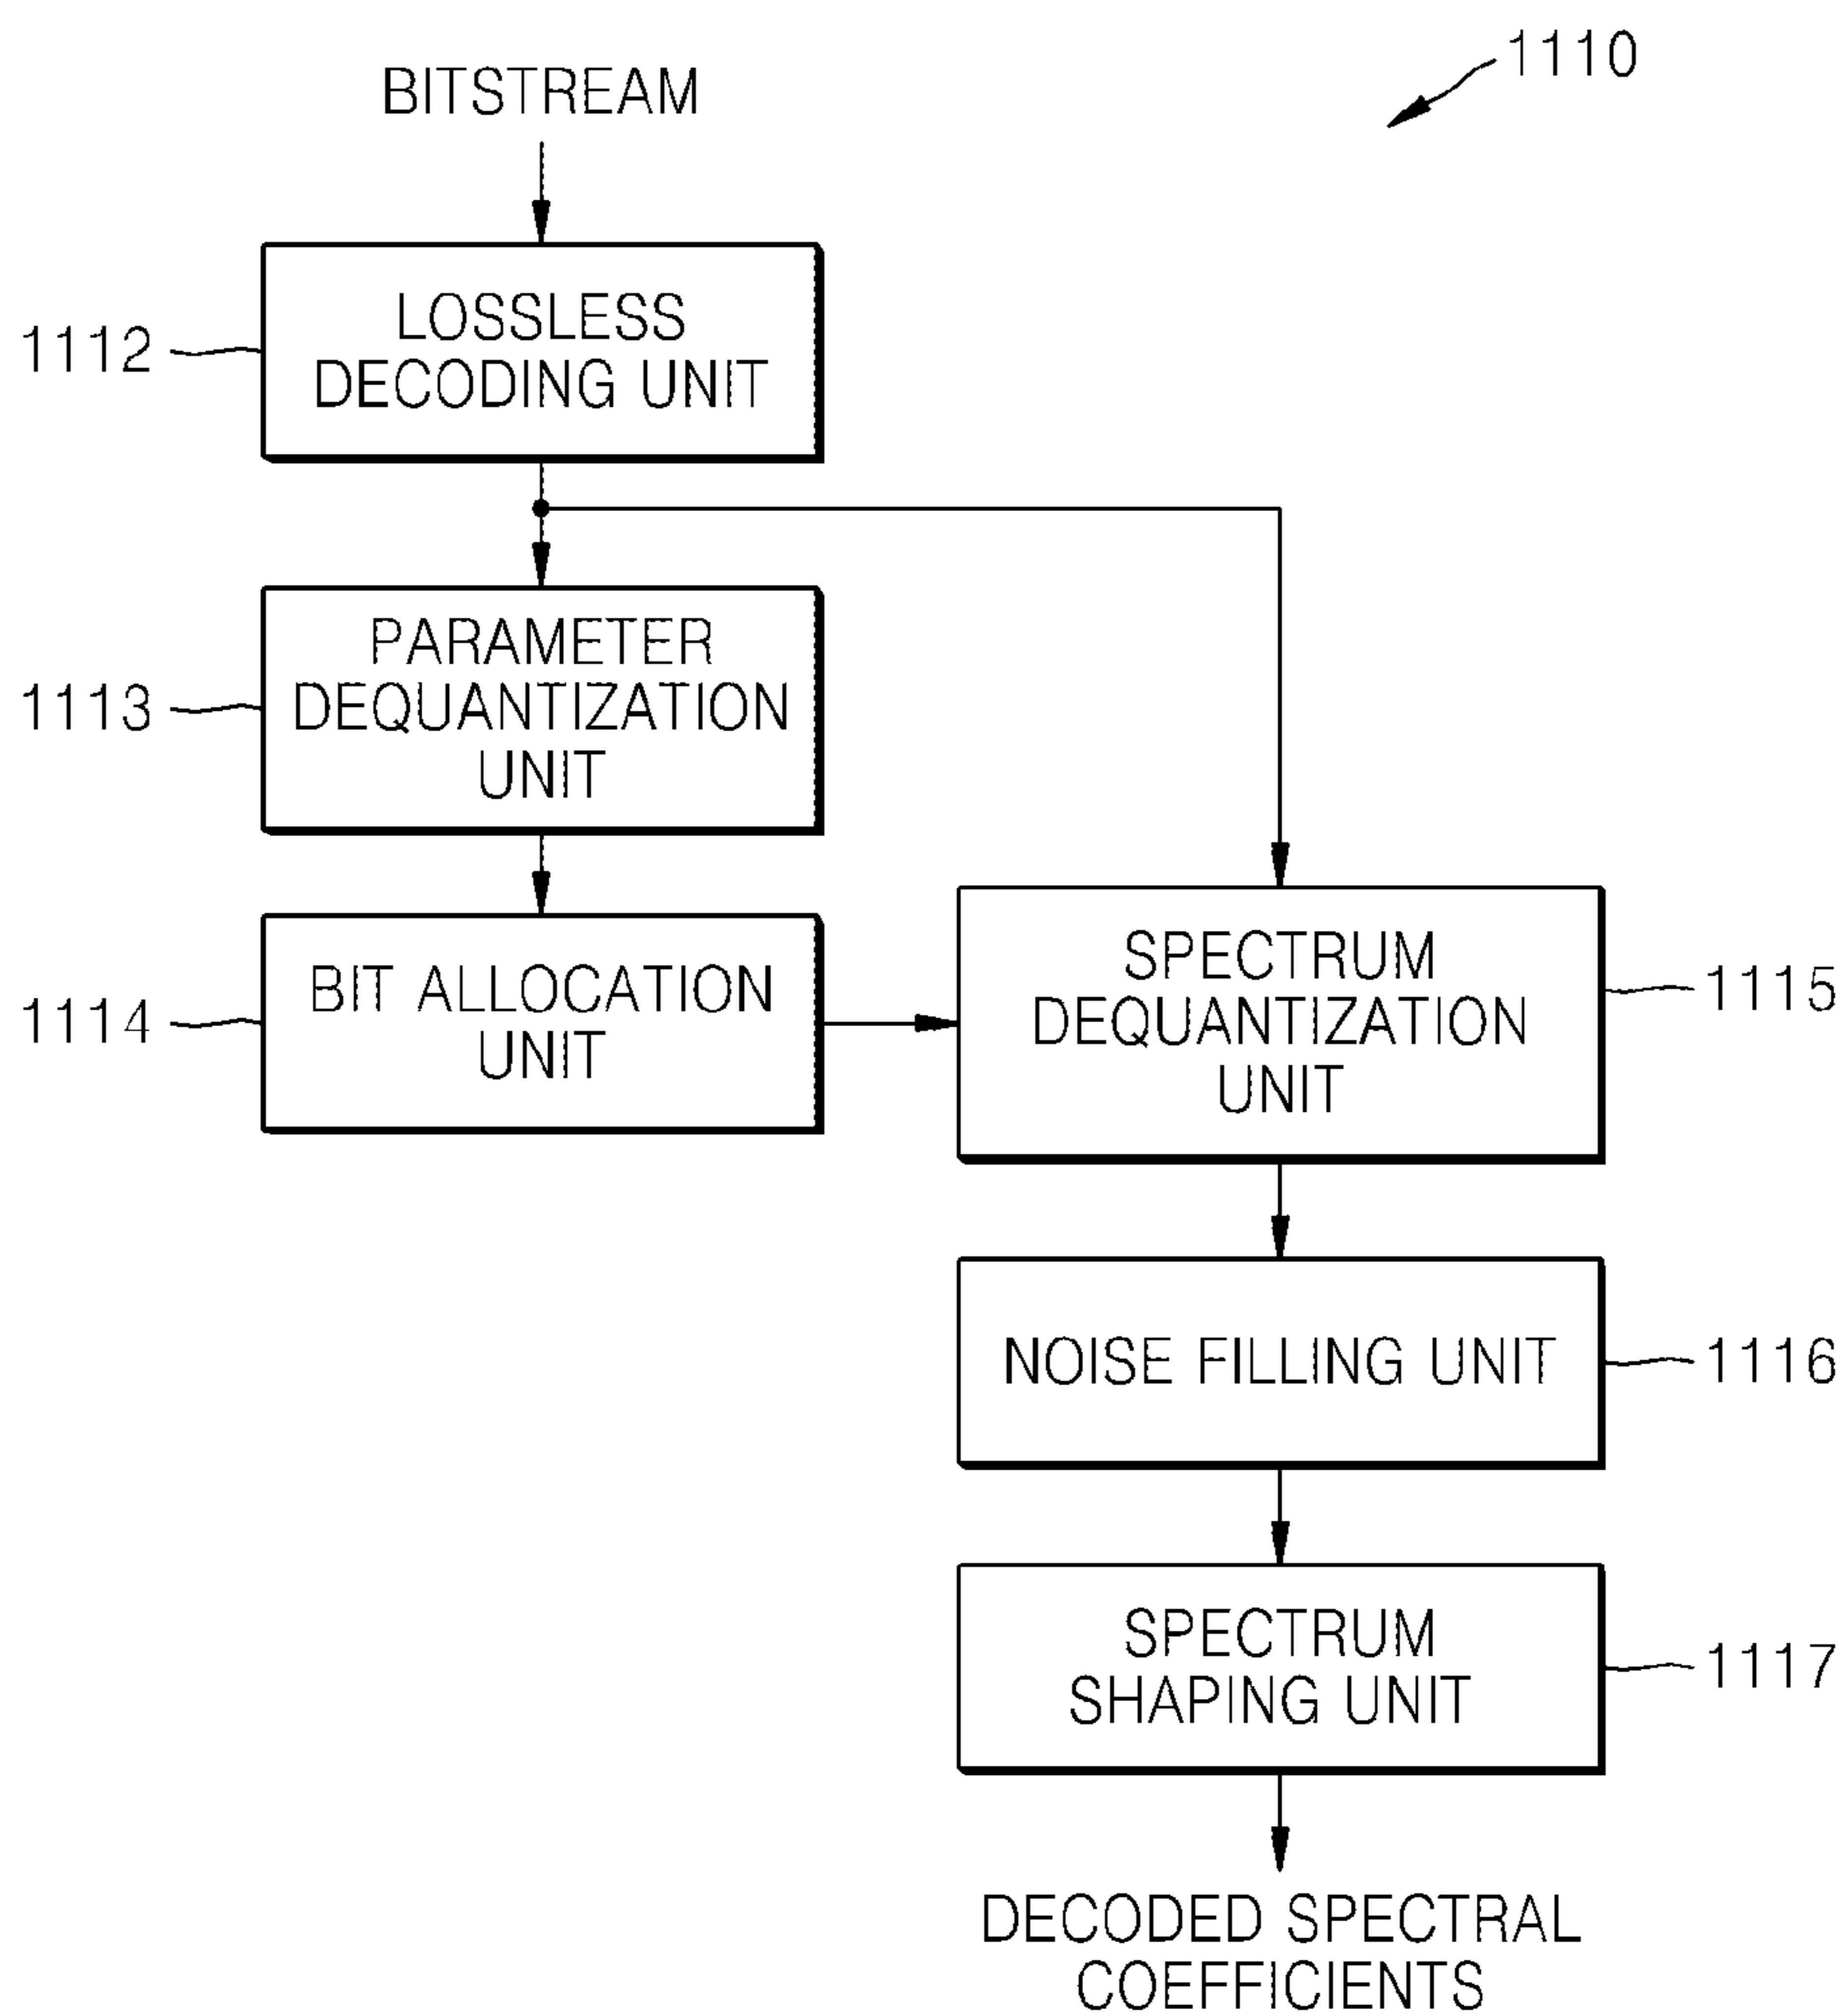 1110
BITSTREAM
1112
LOSSLESS
DECODING UNIT
1113
PARAMETER
DEQUANTIZATION
UNIT
1114
BIT ALLOCATION
UNIT
SPECTRUM
DEQUANTIZATION
UNIT
1115
NOISE FILLING UNIT
1116
SPECTRUM
SHAPING UNIT
1117
DECODED SPECTRAL
COEFFICIENTS